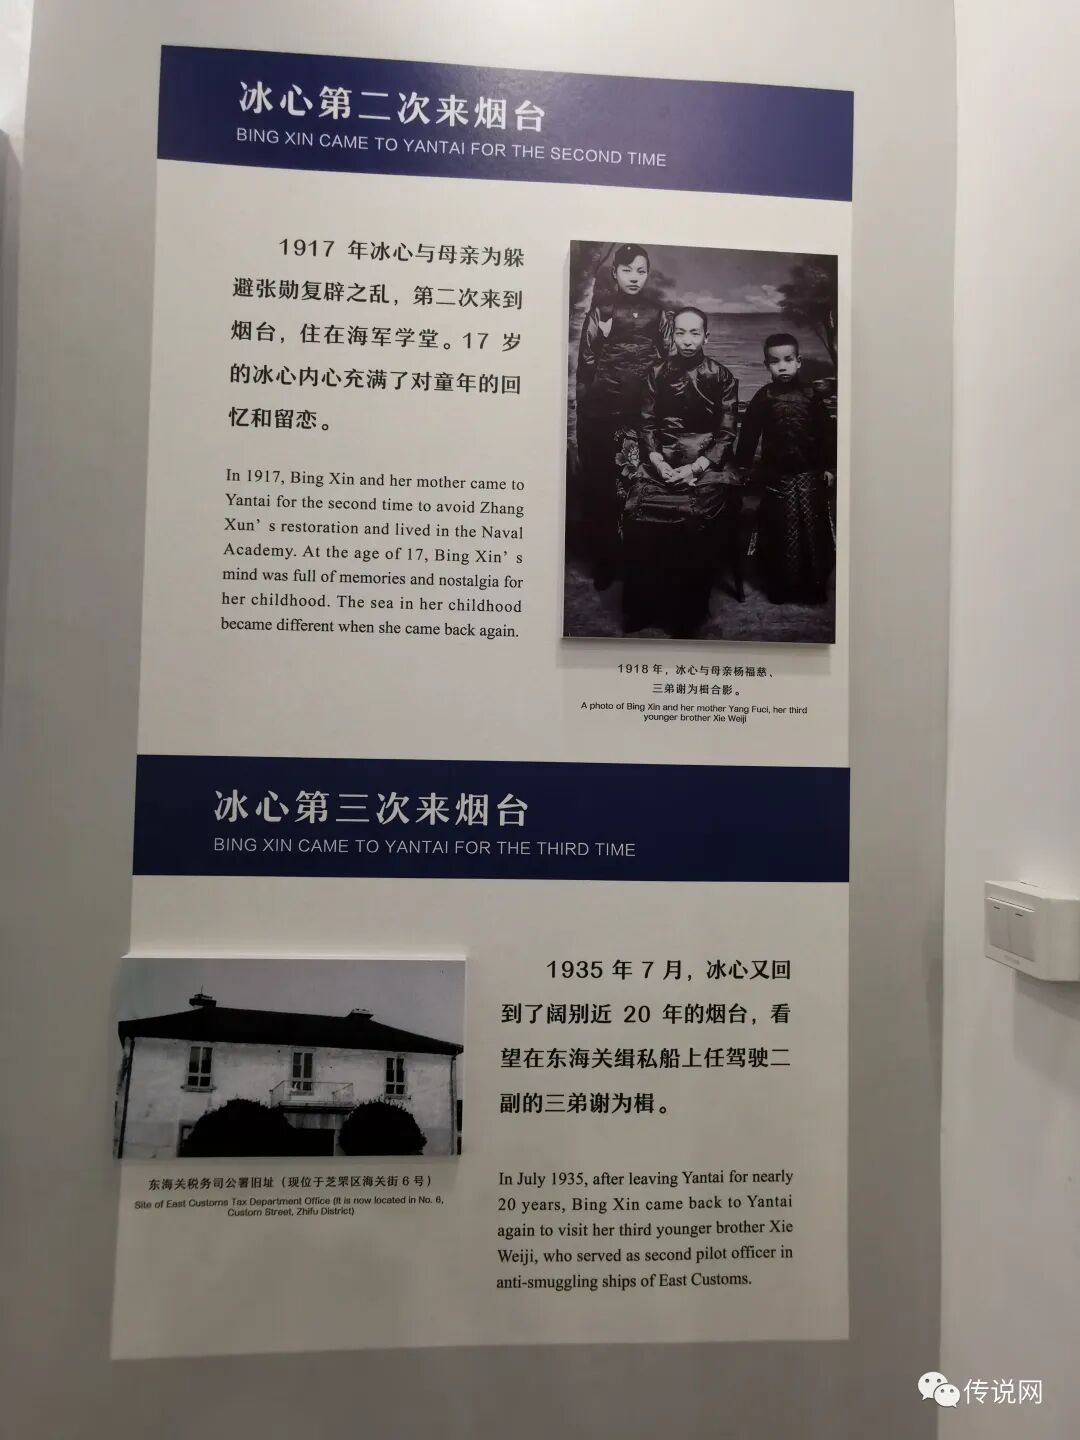 冰心第二次来烟台
BING XIN CAME TO YANTAI FOR THE SECOND TIME
1917 年冰心与母亲为躲
避张勋复辟之乱，第二次来到
烟台，住在海军学堂。17 岁
的冰心内心充满了对童年的回
忆和留恋。
In 1917, Bing Xin and her mother came to
Yantai for the second time to avoid Zhang
Xun’ s restoration and lived in the Naval
Academy. At the age of 17, Bing Xin’ s
mind was full of memories and nostalgia for
her childhood. The sea in her childhood
became different when she came back again.
1918 年，冰心与母亲杨福慈、
三弟谢为楫合影。
A photo of Bing Xin and her mother Yang Fuci, her third
younger brother Xie Weiji
冰心第三次来烟台
BING XIN CAME TO YANTAI FOR THE THIRD TIME
1935 年 7 月，冰心又回
到了阔别近 20 年的烟台，看
望在东海关缉私船上任驾驶二
副的三弟谢为楫。
In July 1935, after leaving Yantai for nearly
20 years, Bing Xin came back to Yantai
again to visit her third younger brother Xie
Weiji, who served as second pilot officer in
anti-smuggling ships of East Customs.
东海关税务司公署旧址（现位于芝罘区海关街 6 号）
Site of East Customs Tax Department Office (It is now located in No. 6,
Custom Street, Zhifu District)
传说网